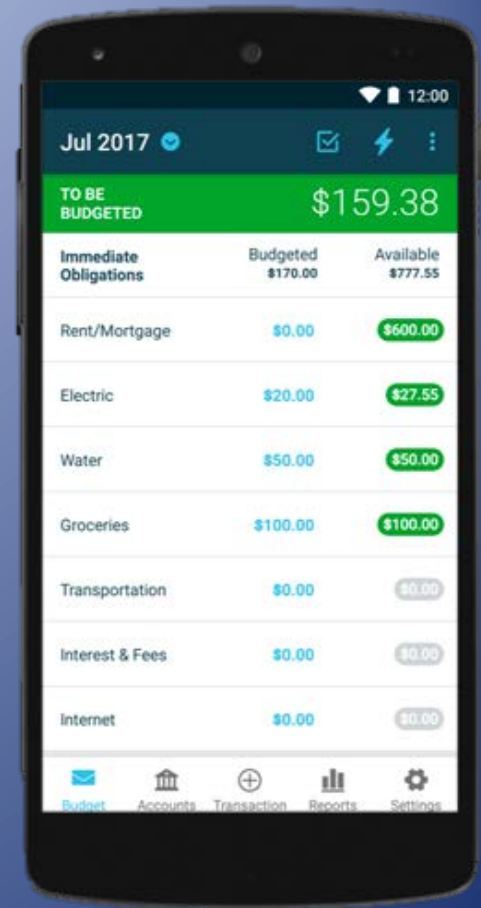 12:00
Jul 2017
TO BE
BUDGETED
$159.38
Immediate
Obligations
Budgeted
$170.00
Available
$777.55
Rent/Mortgage $0.00 $600.00
Electric $20.00 $27.55
Water $50.00 $50.00
Groceries $100.00 $100.00
Transportation $0.00 $0.00
Interest & Fees $0.00 $0.00
Internet $0.00 $0.00
Budget Accounts Transaction Reports Settings